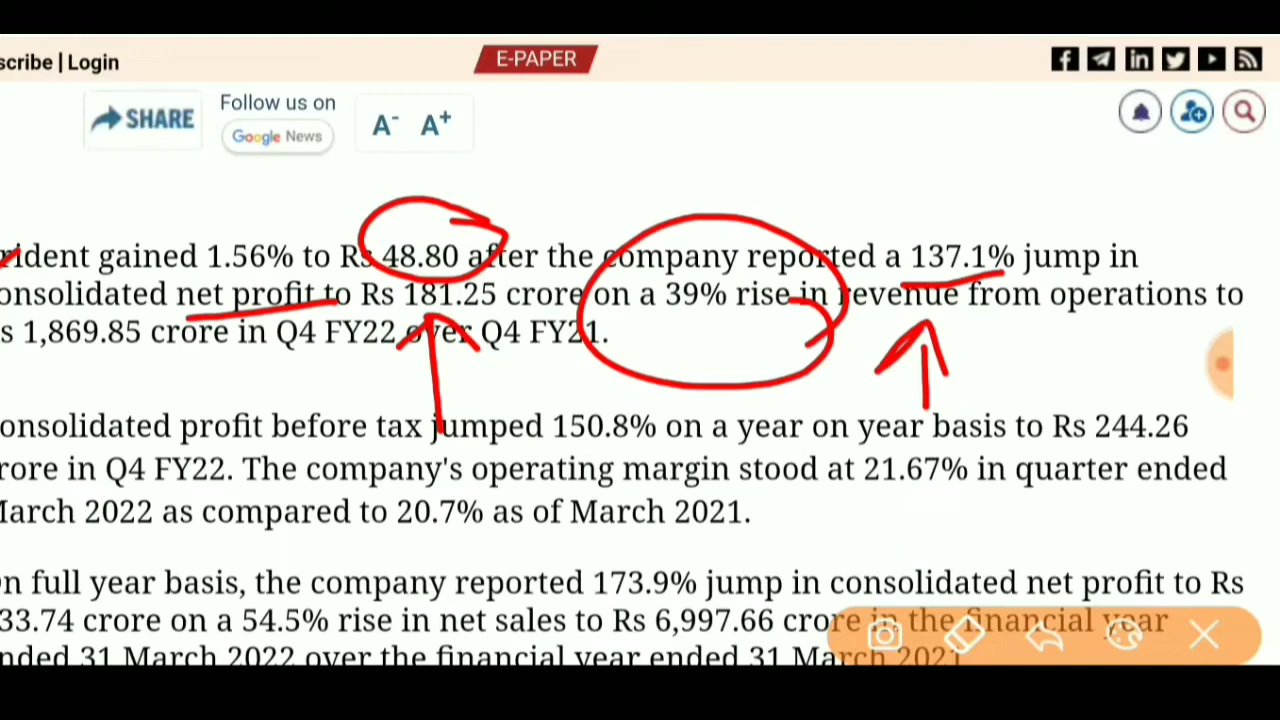 scribe | Login
E-PAPER
SHARE
Follow us on
Google News
A- A+
rident gained 1.56% to Rs 48.80 after the company reported a 137.1% jump in
onsolidated net profit to Rs 181.25 crore on a 39% rise in revenue from operations to
s 1,869.85 crore in Q4 FY22 over Q4 FY21.
onsolidated profit before tax jumped 150.8% on a year on year basis to Rs 244.26
rore in Q4 FY22. The company's operating margin stood at 21.67% in quarter ended
March 2022 as compared to 20.7% as of March 2021.
n full year basis, the company reported 173.9% jump in consolidated net profit to Rs
33.74 crore on a 54.5% rise in net sales to Rs 6,997.66 crore in the financial year
nded 31 March 2022 over the financial year ended 31 March 2021